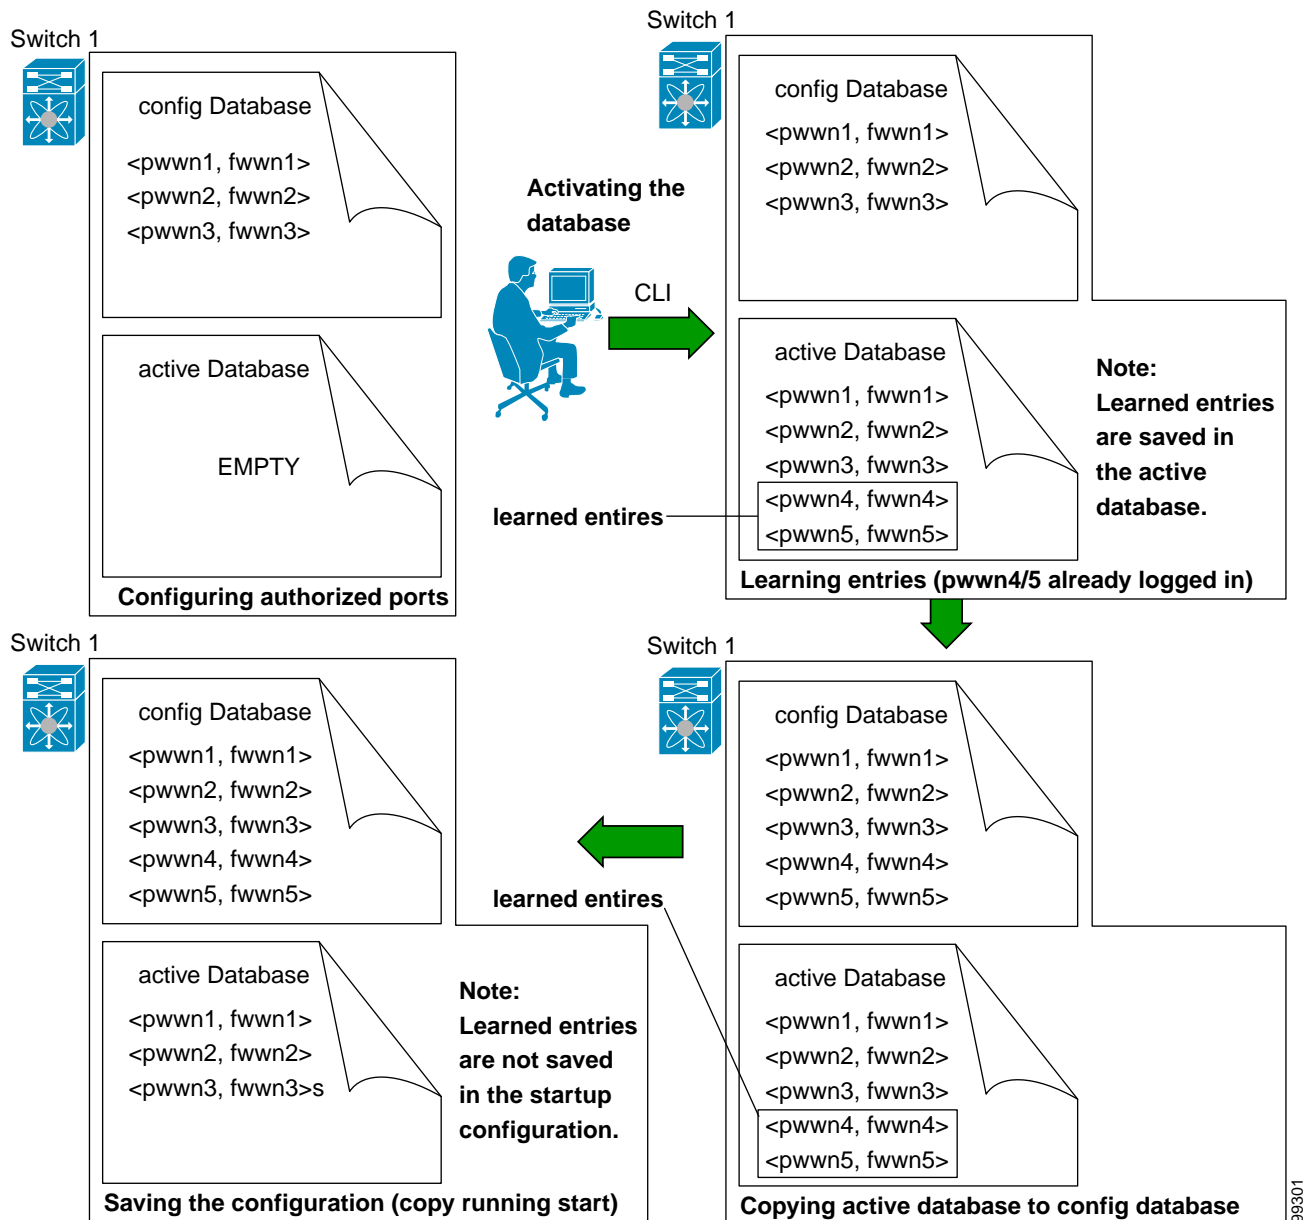 Switch 1
config Database
<pwwn1, fwwn1>
<pwwn2, fwwn2>
<pwwn3, fwwn3>
active Database
EMPTY
Configuring authorized ports
Activating the
database
CLI
Switch 1
config Database
<pwwn1, fwwn1>
<pwwn2, fwwn2>
<pwwn3, fwwn3>
active Database
<pwwn1, fwwn1>
<pwwn2, fwwn2>
<pwwn3, fwwn3>
<pwwn4, fwwn4>
<pwwn5, fwwn5>
learned entires
Note:
Learned entries
are saved in
the active
database.
Learning entries (pwwn4/5 already logged in)
Switch 1
config Database
<pwwn1, fwwn1>
<pwwn2, fwwn2>
<pwwn3, fwwn3>
<pwwn4, fwwn4>
<pwwn5, fwwn5>
active Database
<pwwn1, fwwn1>
<pwwn2, fwwn2>
<pwwn3, fwwn3>s
Note:
Learned entries
are not saved
in the startup
configuration.
Saving the configuration (copy running start)
learned entires
Switch 1
config Database
<pwwn1, fwwn1>
<pwwn2, fwwn2>
<pwwn3, fwwn3>
<pwwn4, fwwn4>
<pwwn5, fwwn5>
active Database
<pwwn1, fwwn1>
<pwwn2, fwwn2>
<pwwn3, fwwn3>
<pwwn4, fwwn4>
<pwwn5, fwwn5>
Copying active database to config database
99301